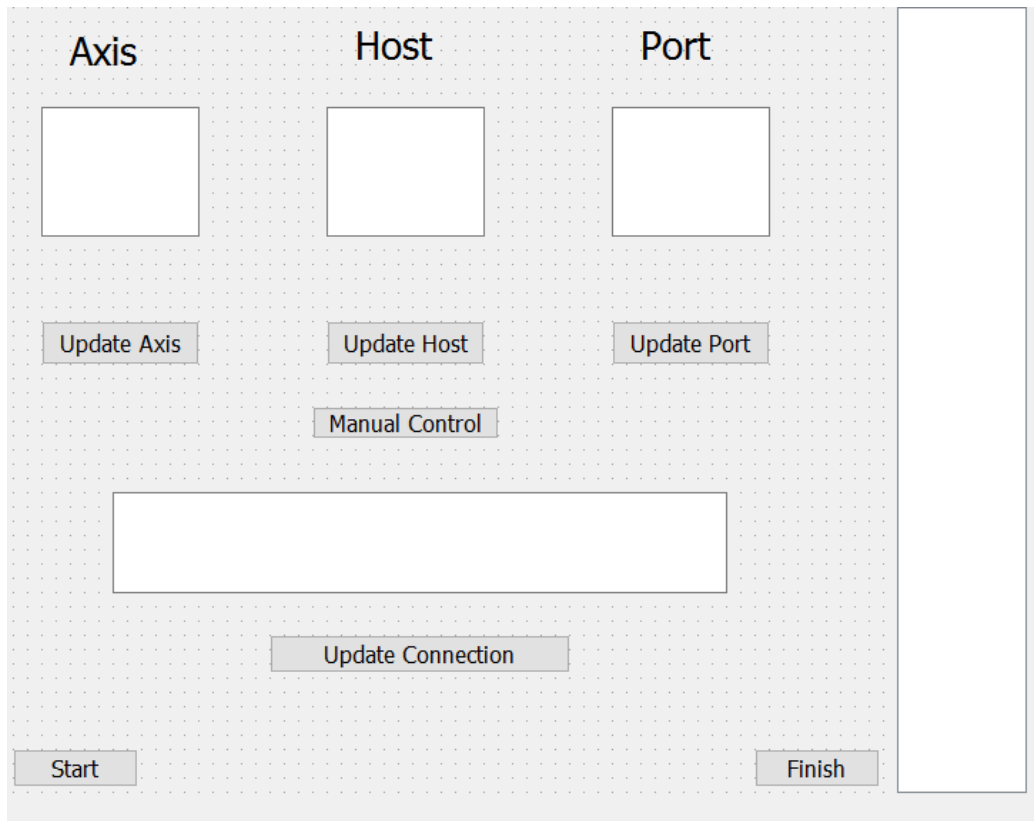 Axis
Host
Port
Update Axis
Update Host
Update Port
Manual Control
Update Connection
Start
Finish